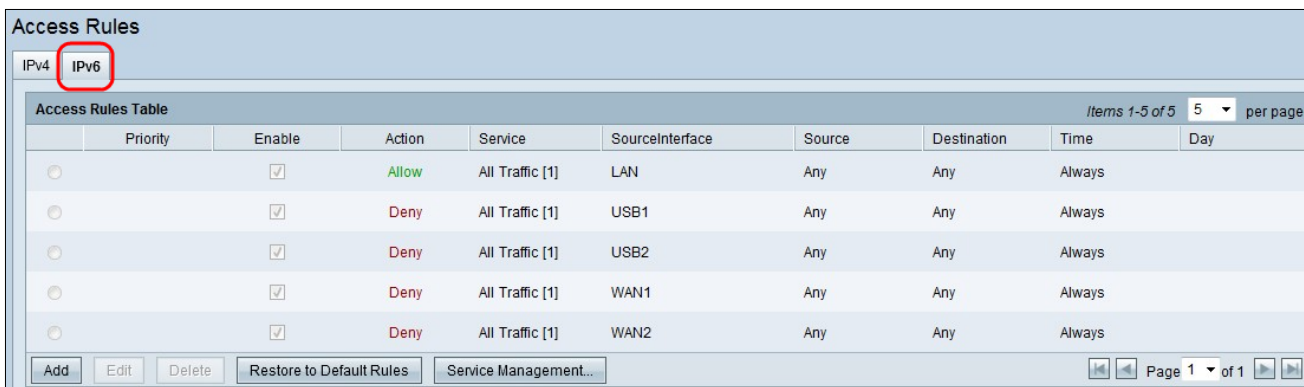 Access Rules
IPv4 IPv6
Access Rules Table Items 1-5 of 5 5 per page
Priority Enable Action Service SourceInterface Source Destination Time Day
Allow All Traffic [1] LAN Any Any Always
Deny All Traffic [1] USB1 Any Any Always
Deny All Traffic [1] USB2 Any Any Always
Deny All Traffic [1] WAN1 Any Any Always
Deny All Traffic [1] WAN2 Any Any Always
Add Edit Delete Restore to Default Rules Service Management... Page 1 of 1